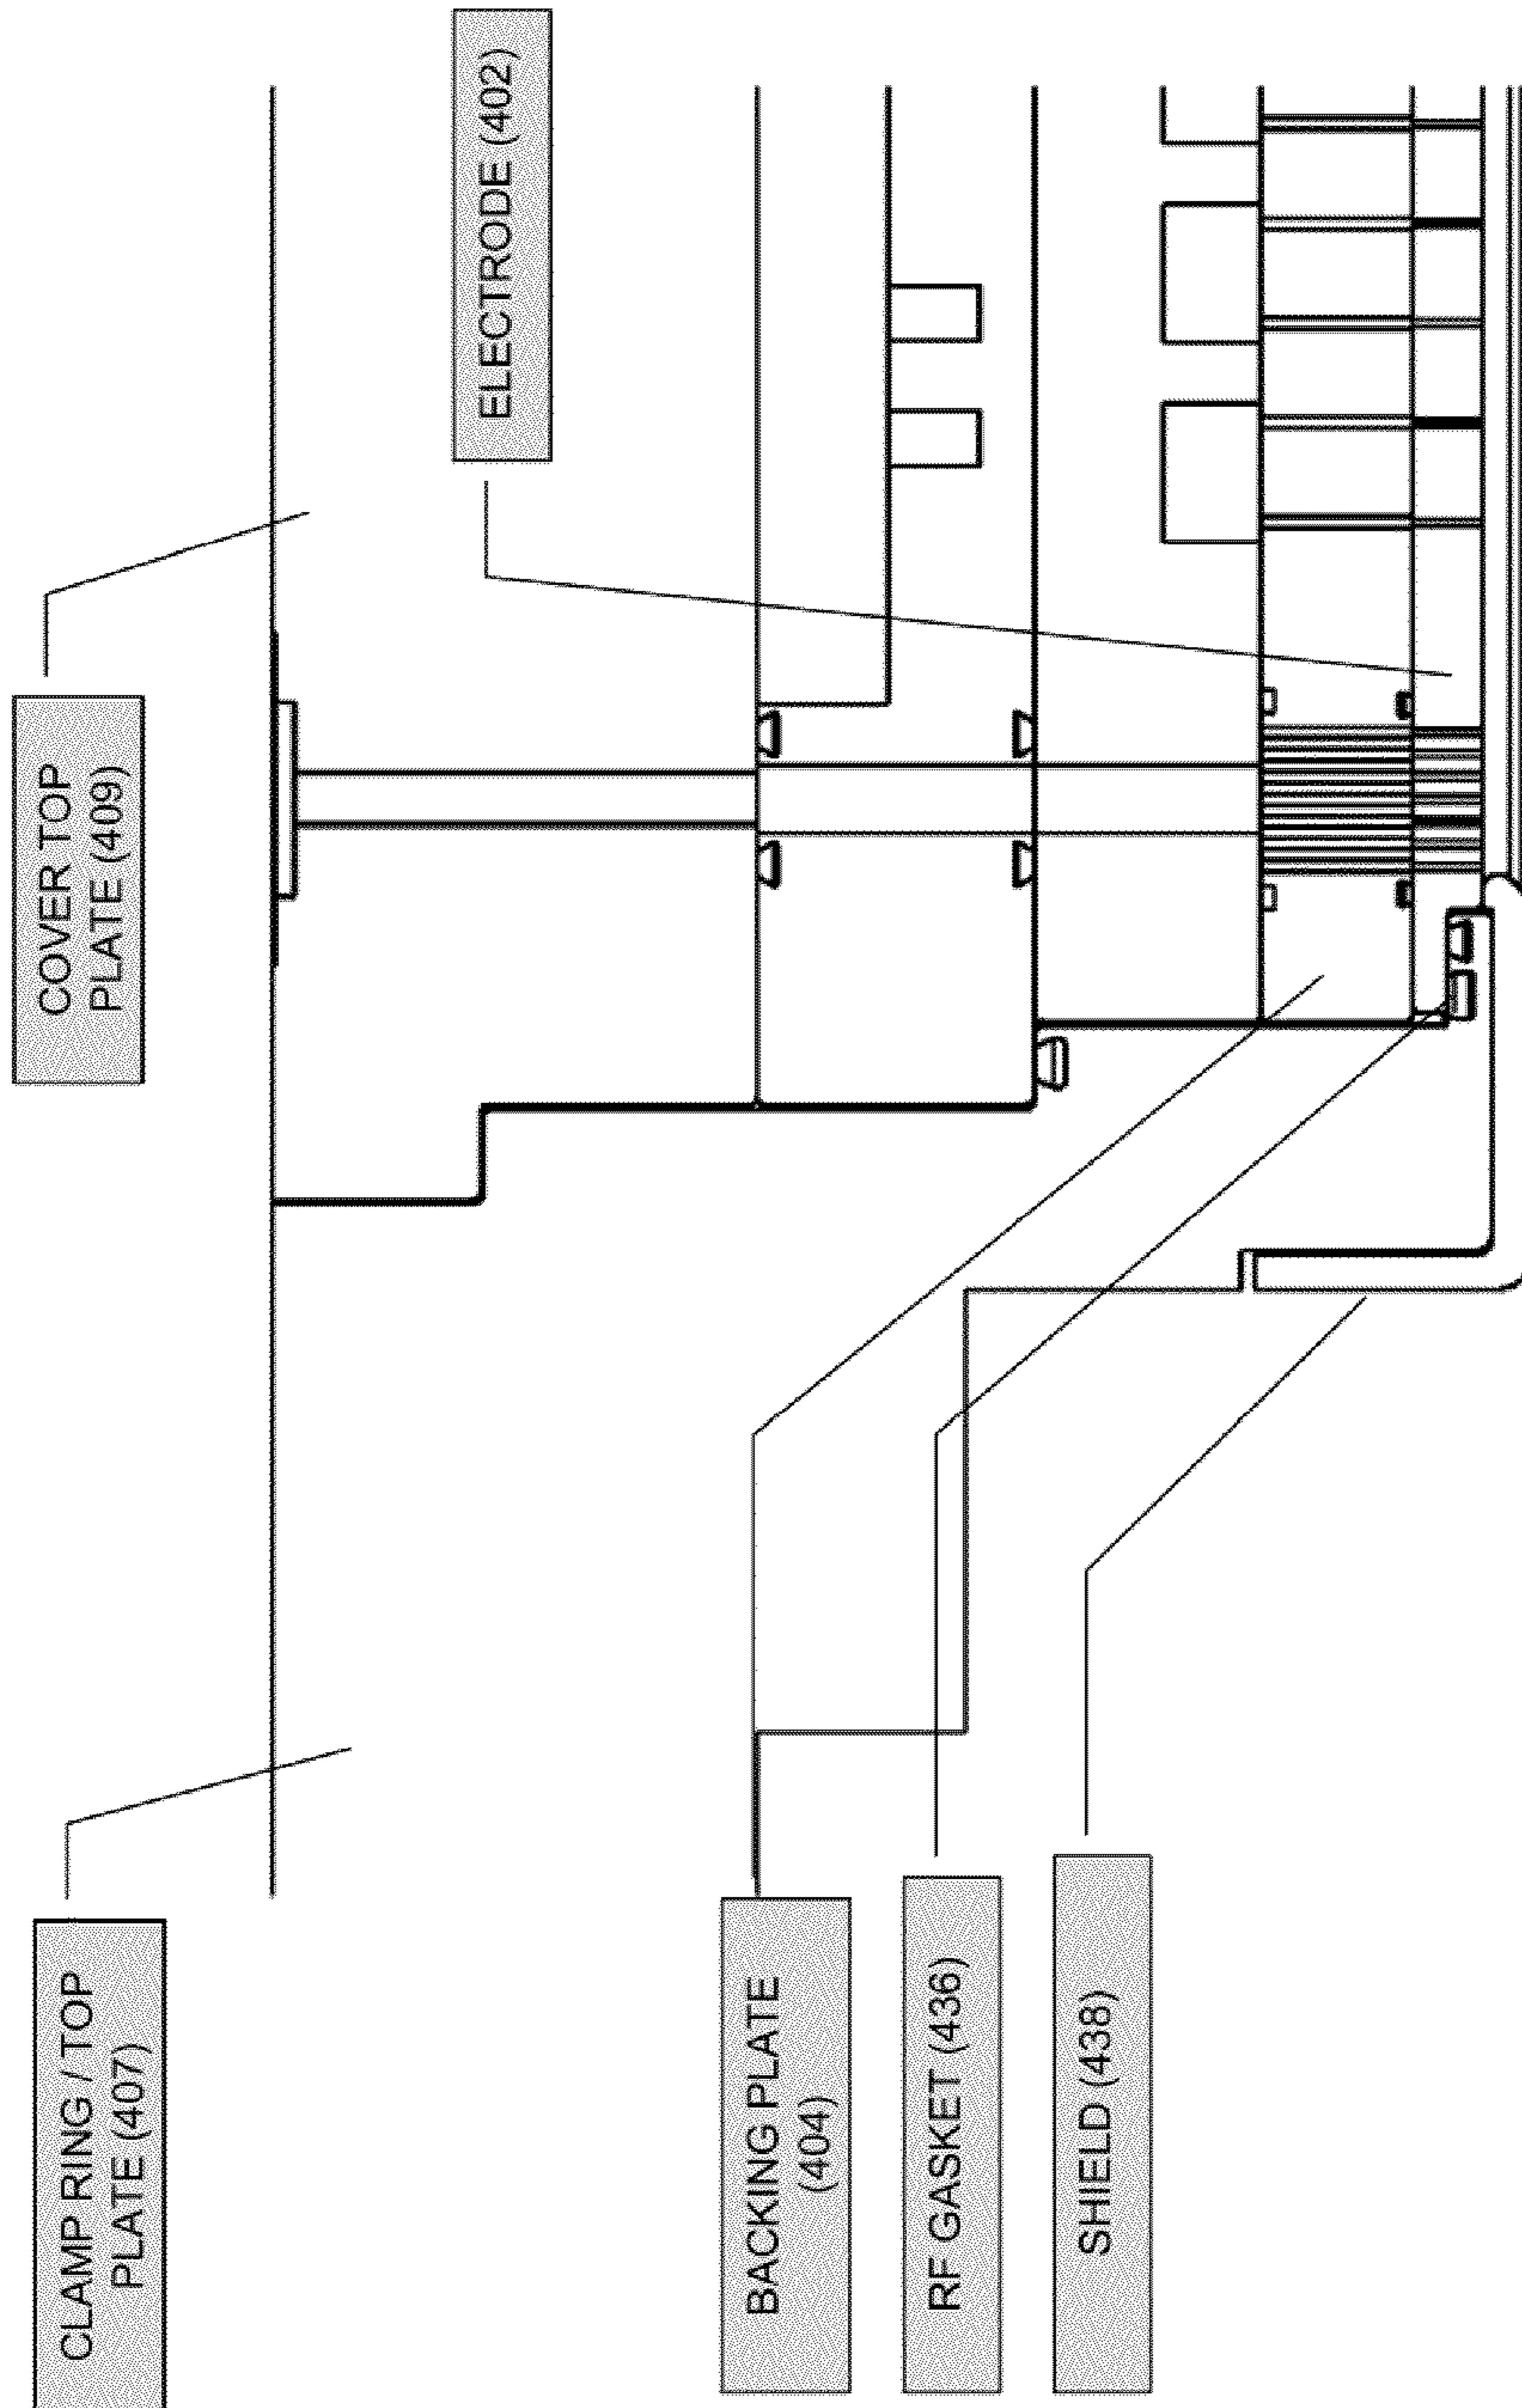 CLAMP RING / TOP
PLATE (407)
COVER TOP
PLATE (409)
ELECTRODE (402)
BACKING PLATE
(404)
RF GASKET (436)
SHIELD (438)